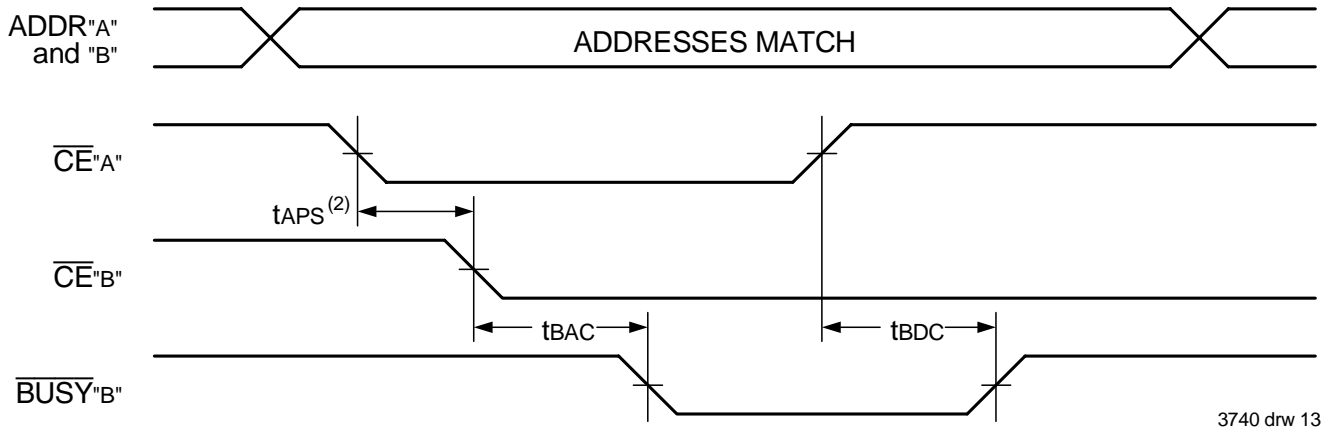 ADDR"A"
and "B"
ADDRESSES MATCH
CE"A"
tAPS(2)
CE"B"
tBAC
tBDC
BUSY"B"
3740 drw 13